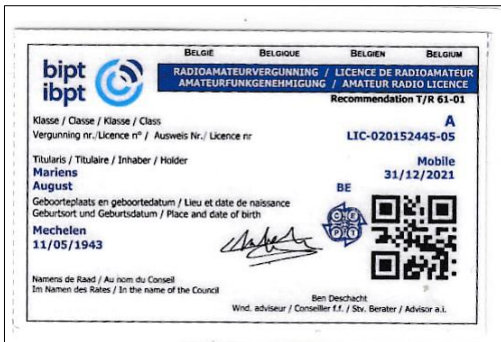 BELGIË BELGIQUE BELGIEN BELGIUM
bipt
ibpt
RADIOAMATEURVERGUNNING / LICENCE DE RADIOAMATEUR
AMATEURFUNKGENEHMIGUNG / AMATEUR RADIO LICENCE
Recommendation T/R 61-01
Klasse / Classe / Klasse / Class A
Vergunning nr./Licence nº / Ausweis Nr./ Licence nr LIC-020152445-05
Titularis / Titulaire / Inhaber / Holder Mobile
Mariens 31/12/2021
August BE
Geboorteplaats en geboortedatum / Lieu et date de naissance
Geburtsort und Geburtsdatum / Place and date of birth
Mechelen
11/05/1943
Namens de Raad / Au nom du Conseil
Im Namen des Rates / In the name of the Council
Ben Deschacht
Wnd. adviseur / Conseiller f.f. / Stv. Berater / Advisor a.i.